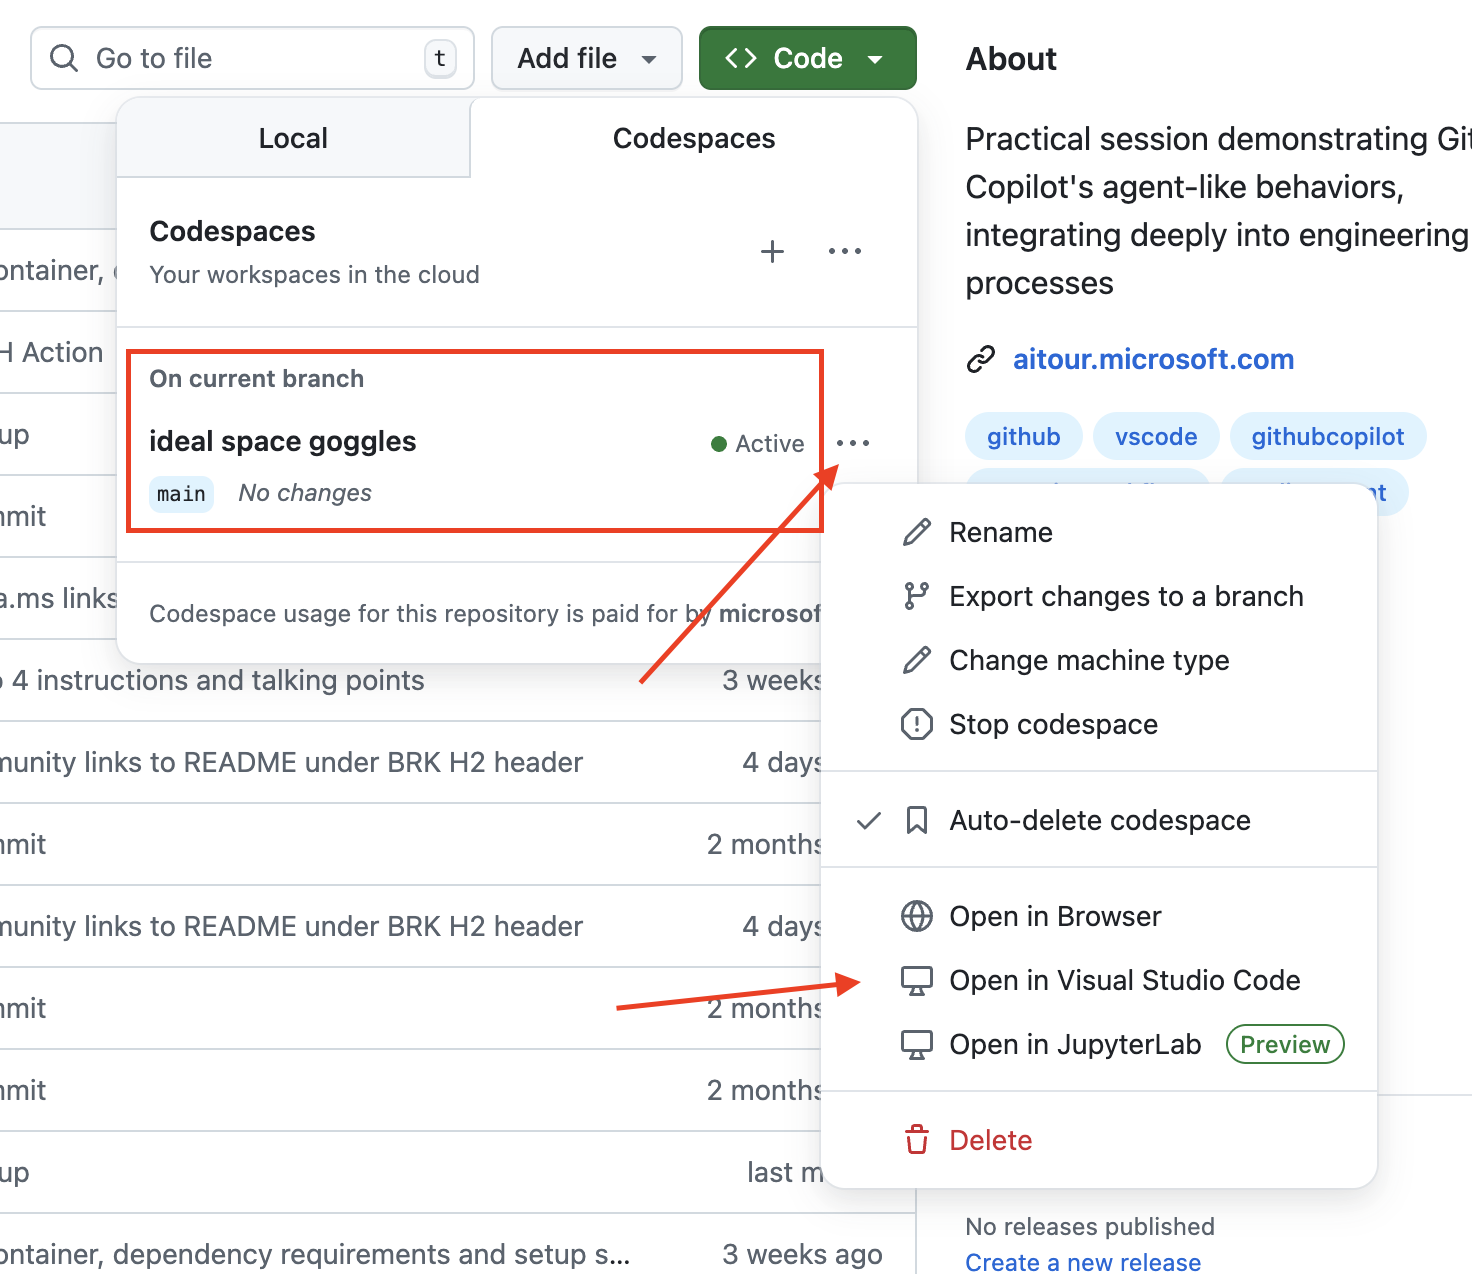 Go to file
t
Add file
Code
Local
Codespaces
Codespaces
Your workspaces in the cloud
On current branch
ideal space goggles
Active
main
No changes
Codespace usage for this repository is paid for by microsof
Rename
Export changes to a branch
Change machine type
Stop codespace
Auto-delete codespace
Open in Browser
Open in Visual Studio Code
Open in JupyterLab Preview
Delete
ontainer,
H Action
up
mmit
a.ms links
4 instructions and talking points 3 weeks
munity links to README under BRK H2 header 4 days
mmit 2 months
munity links to README under BRK H2 header 4 days
mmit 2 months
mmit 2 months
up last m
ontainer, dependency requirements and setup s... 3 weeks ago
About
Practical session demonstrating Git
Copilot's agent-like behaviors,
integrating deeply into engineering
processes
aitour.microsoft.com
github vscode githubcopilot
No releases published
Create a new release